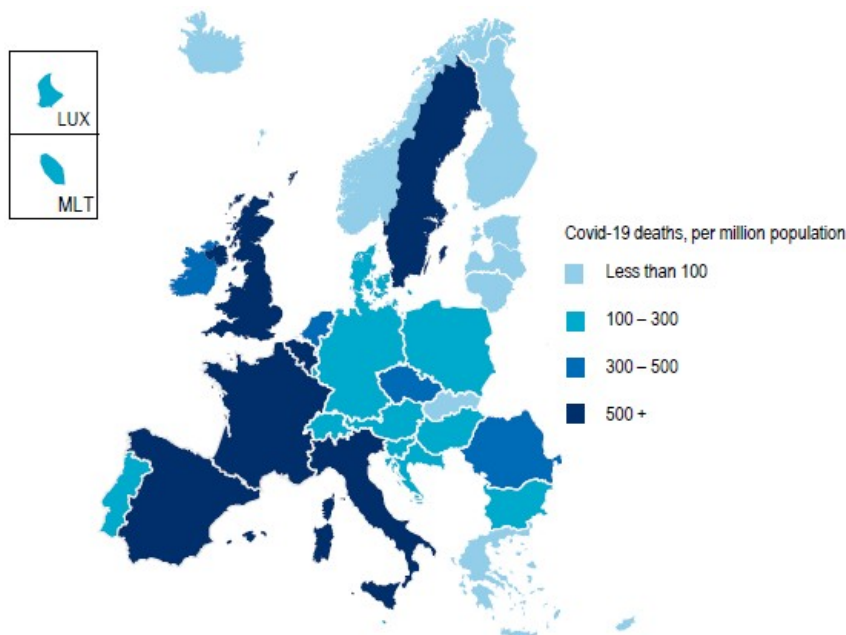 LUX
MLT
Covid-19 deaths, per million population
Less than 100
100 – 300
300 – 500
500 +